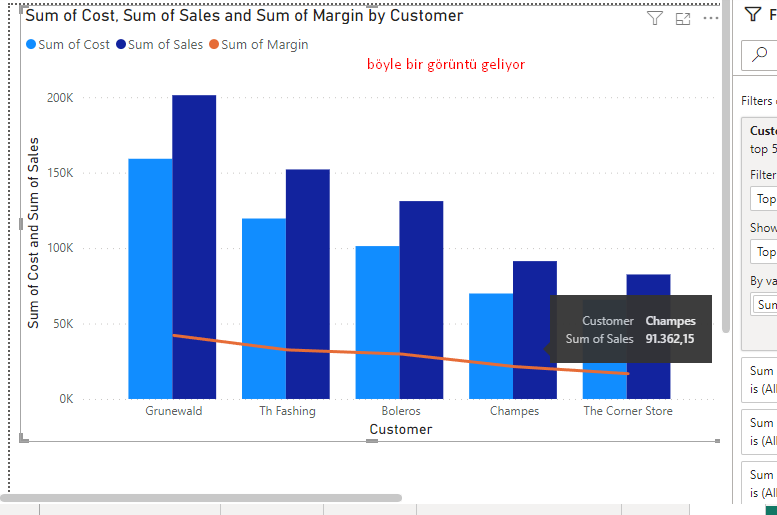 Sum of Cost, Sum of Sales and Sum of Margin by Customer
Sum of Cost Sum of Sales Sum of Margin
böyle bir görüntü geliyor
Sum of Cost and Sum of Sales
200K
150K
100K
50K
0K
Customer Champes
Sum of Sales 91.362,15
Grunewald Th Fashing Boleros Champes The Corner Store
Customer
F
Filters
Custo
top 5
Filter
Top
Show
Top
By va
Sum
Sum
is (All
Sum
is (All
Sum
is (All